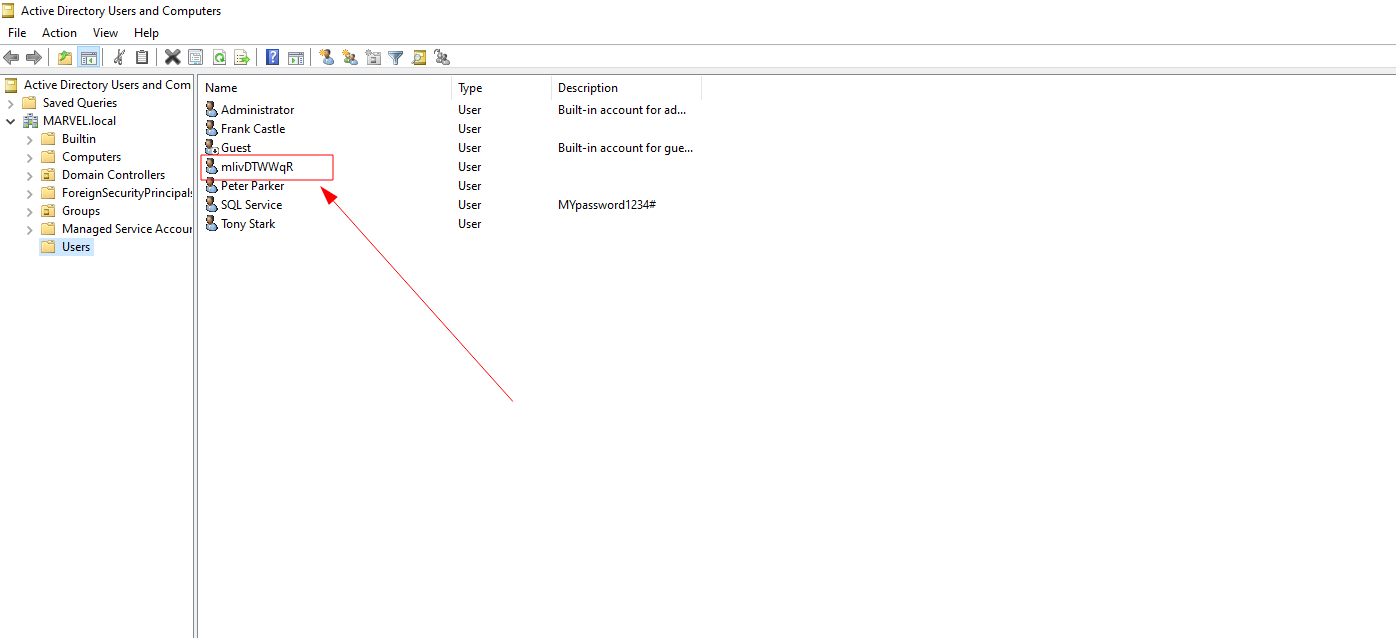 Active Directory Users and Computers
File Action View Help
Active Directory Users and Com
Saved Queries
MARVEL.local
Builtin
Computers
Domain Controllers
ForeignSecurityPrincipals
Groups
Managed Service Accour
Users
Name Type Description
Administrator User Built-in account for ad...
Frank Castle User
Guest User Built-in account for gue...
mlivDTWWqR User
Peter Parker User
SQL Service User MYpassword1234#
Tony Stark User